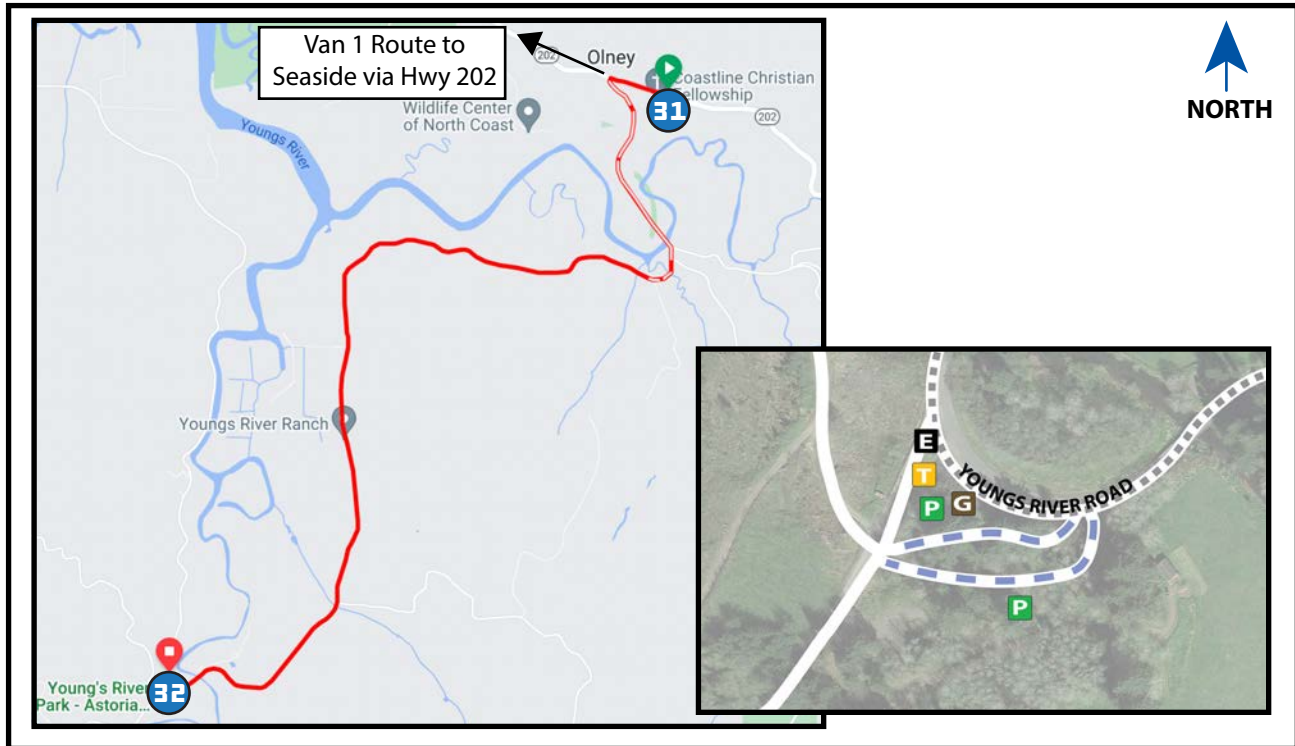 Van 1 Route to
Seaside via Hwy 202
202
Olney
Coastline Christian
Fellowship
31
202
Wildlife Center
of North Coast
Youngs River
Youngs River Ranch
Young's River
Park - Astoria...
32
NORTH
E
T
P
G
YOUNGS RIVER ROAD
P